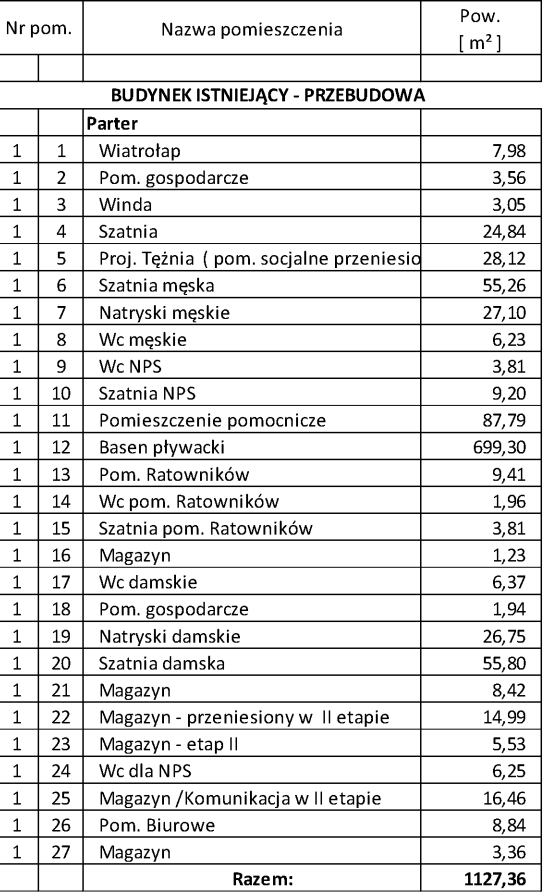 Nr pom. Nazwa pomieszczenia Pow. [ m² ]
BUDYNEK ISTNIEJĄCY - PRZEBUDOWA
Parter
1 1 Wiatrołap 7,98
1 2 Pom. gospodarcze 3,56
1 3 Winda 3,05
1 4 Szatnia 24,84
1 5 Proj. Tężnia ( pom. socjalne przeniesio 28,12
1 6 Szatnia męska 55,26
1 7 Natryski męskie 27,10
1 8 Wc męskie 6,23
1 9 Wc NPS 3,81
1 10 Szatnia NPS 9,20
1 11 Pomieszczenie pomocnicze 87,79
1 12 Basen pływacki 699,30
1 13 Pom. Ratowników 9,41
1 14 Wc pom. Ratowników 1,96
1 15 Szatnia pom. Ratowników 3,81
1 16 Magazyn 1,23
1 17 Wc damskie 6,37
1 18 Pom. gospodarcze 1,94
1 19 Natryski damskie 26,75
1 20 Szatnia damska 55,80
1 21 Magazyn 8,42
1 22 Magazyn - przeniesiony w II etapie 14,99
1 23 Magazyn - etap II 5,53
1 24 Wc dla NPS 6,25
1 25 Magazyn /Komunikacja w II etapie 16,46
1 26 Pom. Biurowe 8,84
1 27 Magazyn 3,36
Razem: 1127,36